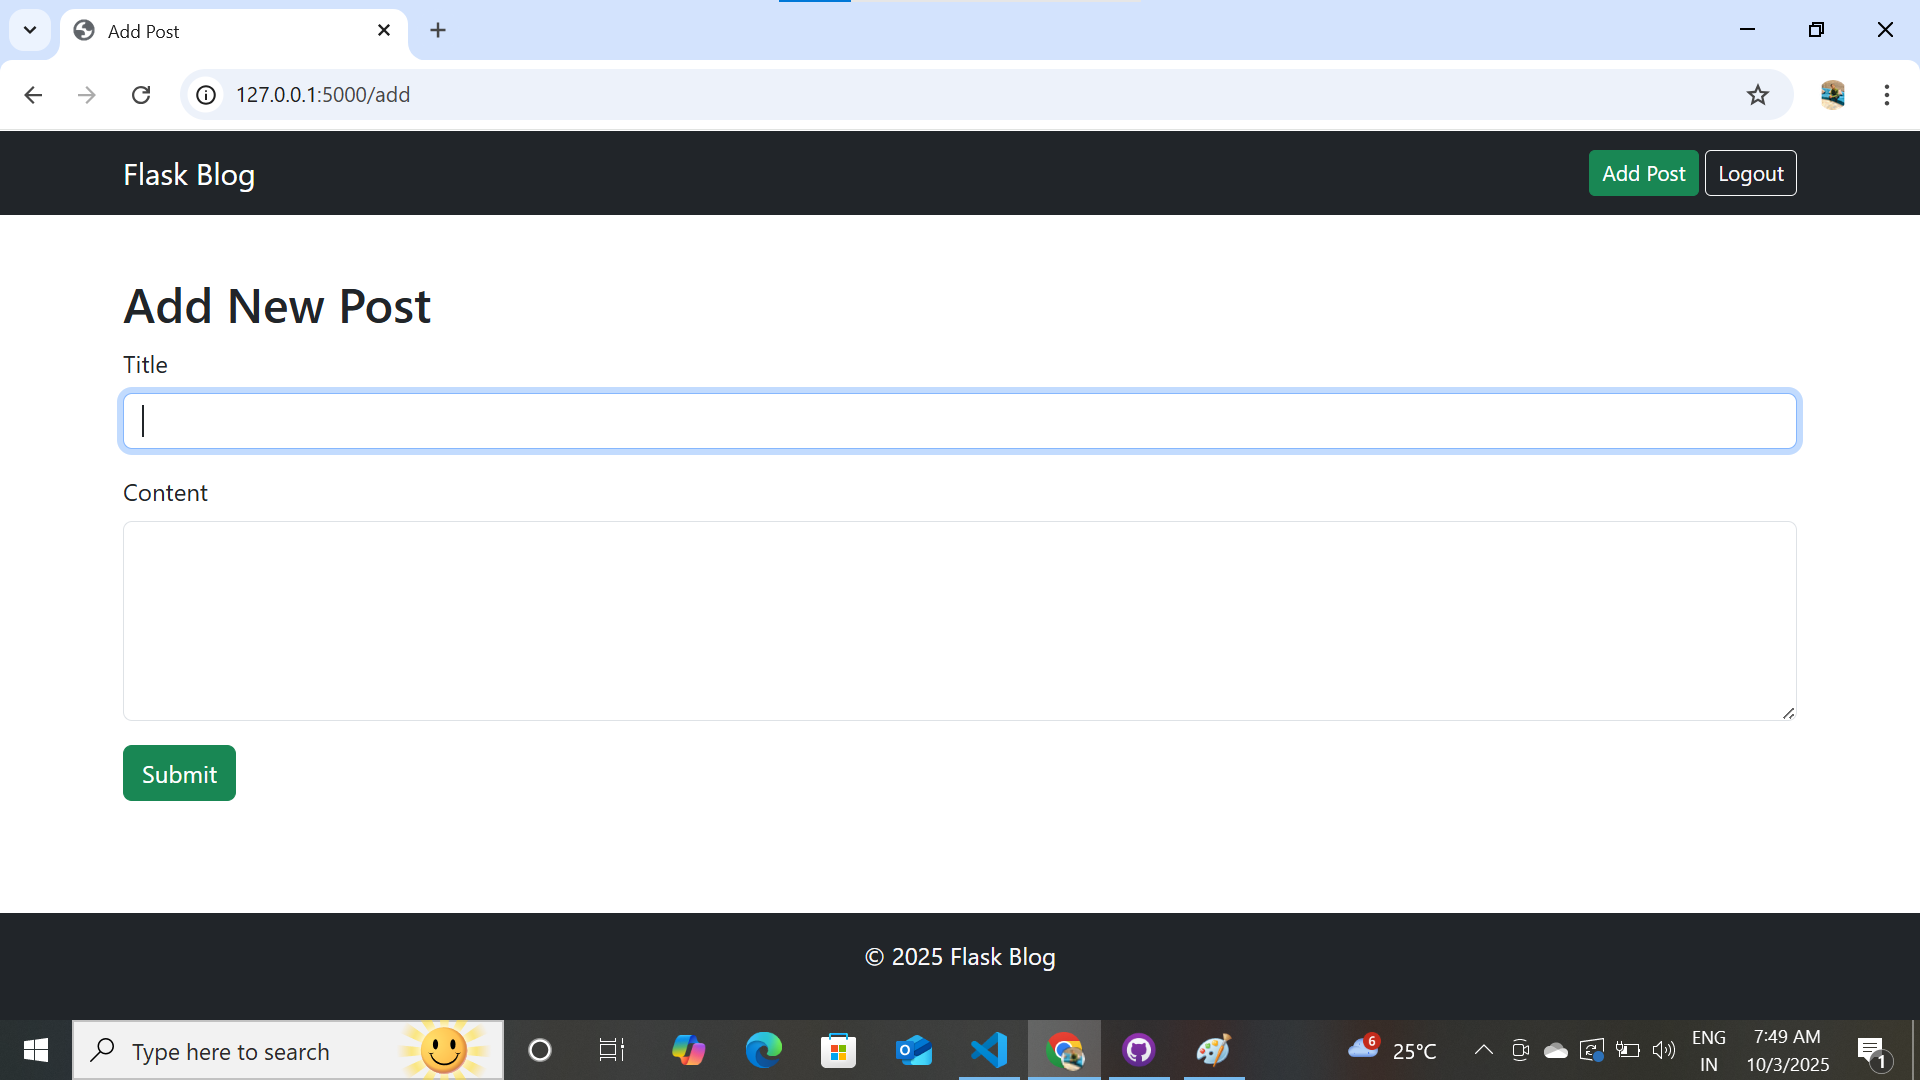 Add Post
127.0.0.1:5000/add
Flask Blog
Add Post
Logout
Add New Post
Title
Content
Submit
© 2025 Flask Blog
Type here to search
6
25°C
ENG
IN
7:49 AM
10/3/2025
1